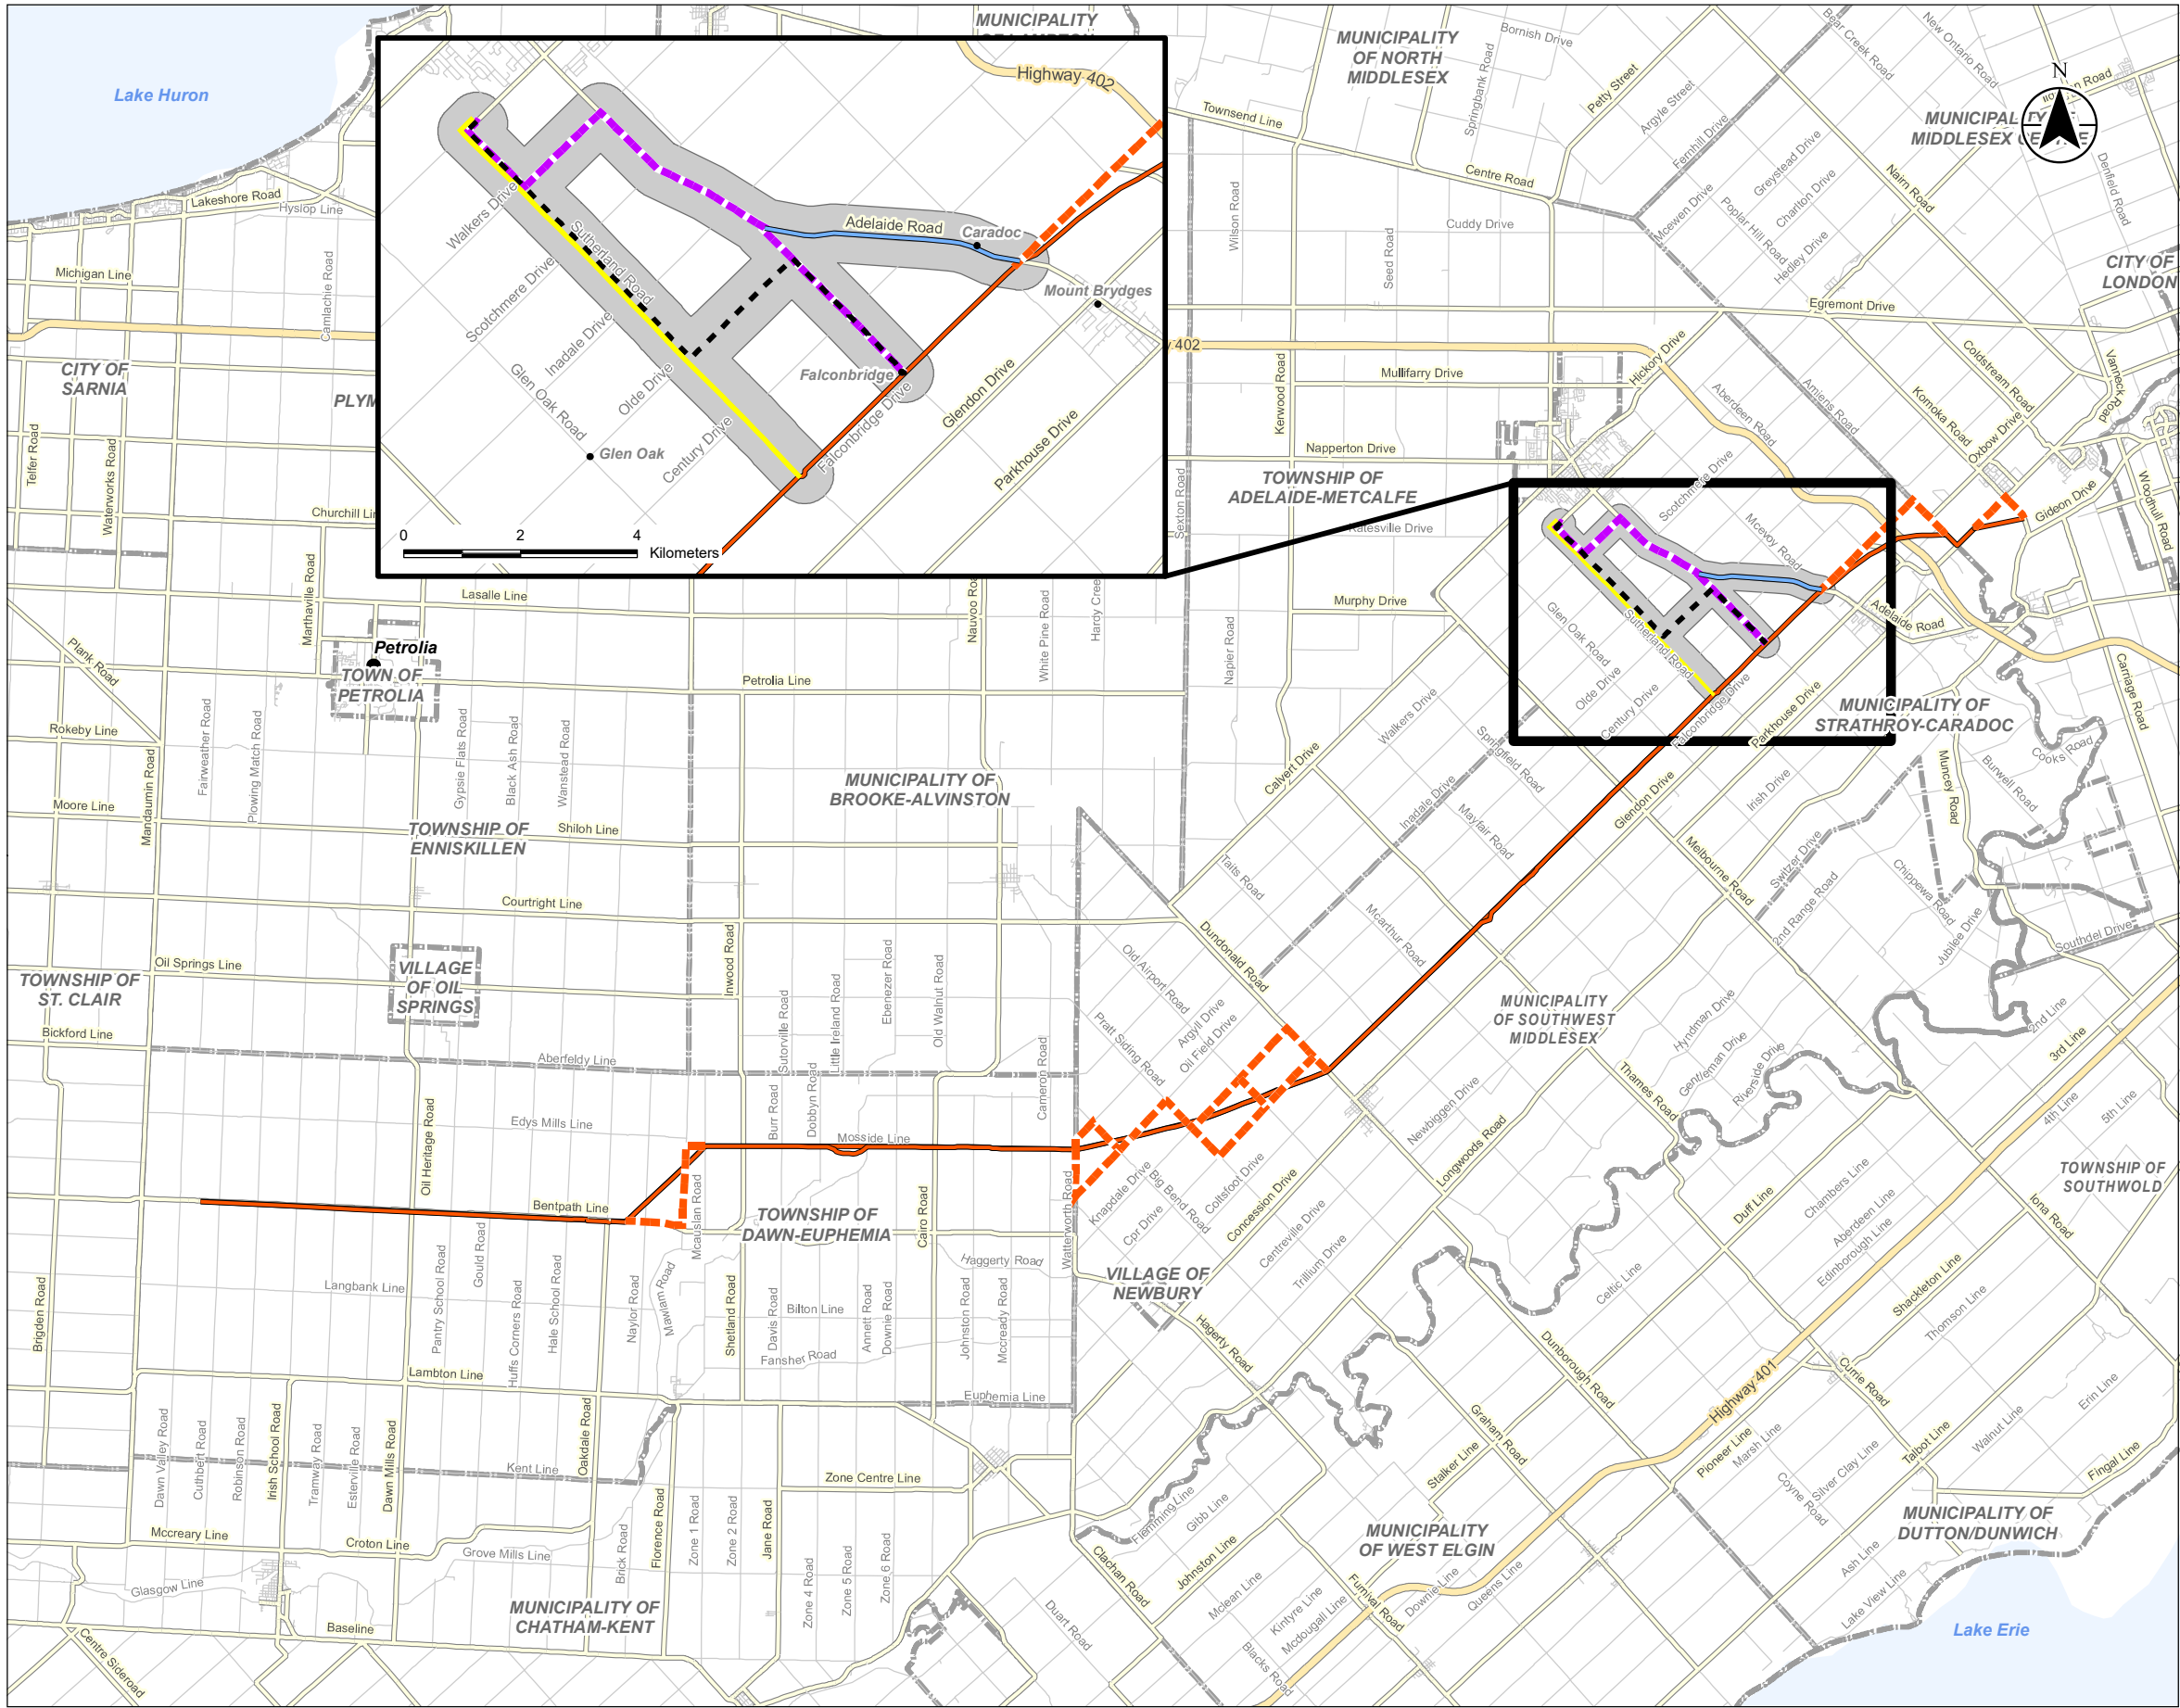 MUNICIPALITY
MUNICIPALITY
OF NORTH
MIDDLESEX
Bornish Drive
Springbank Road
Petty Street
Argyle Street
Fernhill Drive
Bear Creek Road
New Ontario Road
N
MIDDLESEX
Denfield Road
Lake Huron
Highway 402
Townsend Line
Centre Road
Wilson Road
Seed Road
Cuddy Drive
Mcewen Drive
Greystead Drive
Charlton Drive
Poplar Hill Road
Hedley Drive
Nairn Road
CITY OF
LONDON
Egremont Drive
Lakeshore Road
Hyslop Line
Michigan Line
Camlachie Road
CITY OF
SARNIA
PLYM
Telfer Road
Waterworks Road
Churchill
Walkers Drive
Sutherland Road
Scotchmere Drive
Inadale Drive
Glen Oak Road
Olde Drive
Century Drive
Glen Oak
Adelaide Road
Caradoc
Mount Brydges
Falconbridge
Falconbridge Drive
Glendon Drive
Parkhouse Drive
0
2
4
Kilometers
402
Kerwood Road
Mullifarry Drive
Hickory Drive
Napperton Drive
TOWNSHIP OF
ADELAIDE-METCALFE
Sexton Road
Katesville Drive
Aberdeen Road
Amiens Road
Coldstream Road
Komoka Road
Oxbow Drive
Vanneck Road
Gideon Drive
Woodhull Road
Scotchmere Drive
Mcevoy Road
Adelaide Road
Carriage Road
Glen Oak Road
Sutherland Road
Olde Drive
Century Drive
Falconbridge Drive
Parkhouse Drive
MUNICIPALITY OF
STRATHROY-CARADOC
Marthaville Road
Lasalle Line
Nauvoo Road
White Pine Road
Hardy Creek
Murphy Drive
Napier Road
Plank Road
Petrolia
TOWN OF
PETROLIA
Petrolia Line
Rokeby Line
Fairweather Road
Plowing Match Road
Gypsie Flats Road
Black Ash Road
Wanstead Road
Moore Line
Mandaumin Road
TOWNSHIP OF
ENNISKILLEN
Shiloh Line
MUNICIPALITY OF
BROOKE-ALVINSTON
Calvert Drive
Walkers Drive
Springfield Road
Inadale Drive
Mayfair Road
Glendon Drive
Irish Drive
Muncey Road
Burwell Road
Cooks Road
Melbourne Road
Switzer Drive
2nd Range Road
Chippewa Road
Jubilee Drive
Southdel Drive
Courtright Line
Taits Road
Mcarthur Road
Dundonald Road
Oil Springs Line
TOWNSHIP OF
ST. CLAIR
VILLAGE
OF OIL
SPRINGS
Inwood Road
Sutorville Road
Little Ireland Road
Ebenezer Road
Old Walnut Road
Old Airport Road
Argyll Drive
Oil Field Drive
Pratt Siding Road
MUNICIPALITY
OF SOUTHWEST
MIDDLESEX
Hyndman Drive
Gentleman Drive
Riverside Drive
2nd Line
3rd Line
4th Line
5th Line
Bickford Line
Aberfeldy Line
Oil Heritage Road
Edys Mills Line
Burr Road
Dobbyn Road
Mosside Line
Cameron Road
Thames Road
Newbiggen Drive
Longwoods Road
TOWNSHIP OF
SOUTHWOLD
Iona Road
Bentpath Line
Mcauslan Road
TOWNSHIP OF
DAWN-EUPHEMIA
Cairo Road
Watterworth Road
Knapdale Drive
Big Bend Road
Coltsfoot Drive
Cpr Drive
Concession Drive
Centreville Drive
Trillium Drive
Duff Line
Chambers Line
Aberdeen Line
Edinborough Line
Gould Road
Pantry School Road
Langbank Line
Huffs Corners Road
Hale School Road
Naylor Road
Mawlam Road
Shetland Road
Davis Road
Bilton Line
Annett Road
Downie Road
Johnston Road
Mccready Road
Haggerty Road
VILLAGE OF
NEWBURY
Hagerty Road
Celtic Line
Shackleton Line
Thomson Line
Brigden Road
Fansher Road
Lambton Line
Euphemia Line
Dunborough Road
Highway 401
Currie Road
Erin Line
Walnut Line
Talbot Line
Fingal Line
Dawn Valley Road
Cuthbert Road
Robinson Road
Irish School Road
Tramway Road
Esterville Road
Dawn Mills Road
Kent Line
Oakdale Road
Zone Centre Line
Graham Road
Stalker Line
Pioneer Line
Marsh Line
Coyne Road
Silver Clay Line
Mccreary Line
Croton Line
Grove Mills Line
Brick Road
Florence Road
Zone 1 Road
Zone 2 Road
Jane Road
Zone 4 Road
Zone 5 Road
Zone 6 Road
Flemming Line
Gibb Line
Johnston Line
Clachan Road
MUNICIPALITY
OF WEST ELGIN
MUNICIPALITY OF
DUTTON/DUNWICH
Ash Line
Lake View Line
Glasgow Line
MUNICIPALITY OF
CHATHAM-KENT
Baseline
Centre Sideroad
Duart Road
Mclean Line
Kintyre Line
Mcdougall Line
Blacks Road
Furnival Road
Downie Line
Queens Line
Lake Erie